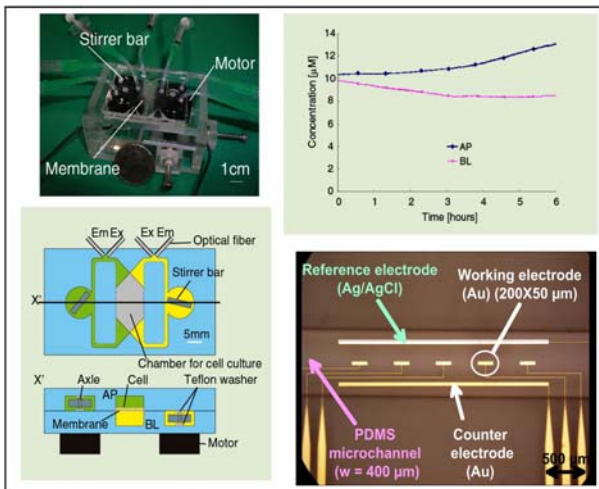 Stirrer bar
Motor
Membrane
1cm
Concentration [µM]
14
12
10
8
6
4
2
0
AP
BL
0 1 2 3 4 5 6
Time [hours]
Em Ex Ex Em
Optical fiber
Stirrer bar
X'
5mm
Chamber for cell culture
X'
Axle
AP
Cell
Teflon washer
Membrane
BL
Motor
Reference electrode
(Ag/AgCl)
Working electrode
(Au) (200X50 µm)
PDMS
microchannel
(w = 400 µm)
Counter
electrode
(Au)
500 µm